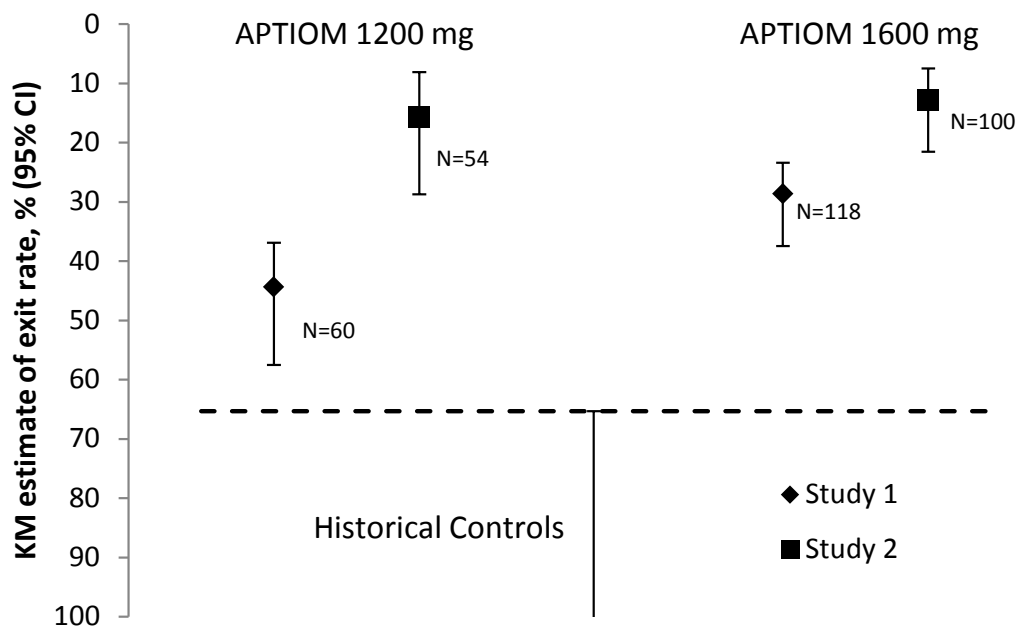 KM estimate of exit rate, % (95% CI)
0
10
20
30
40
50
60
70
80
90
100
APTIOM 1200 mg
APTIOM 1600 mg
N=54
N=100
N=118
N=60
Historical Controls
Study 1
Study 2